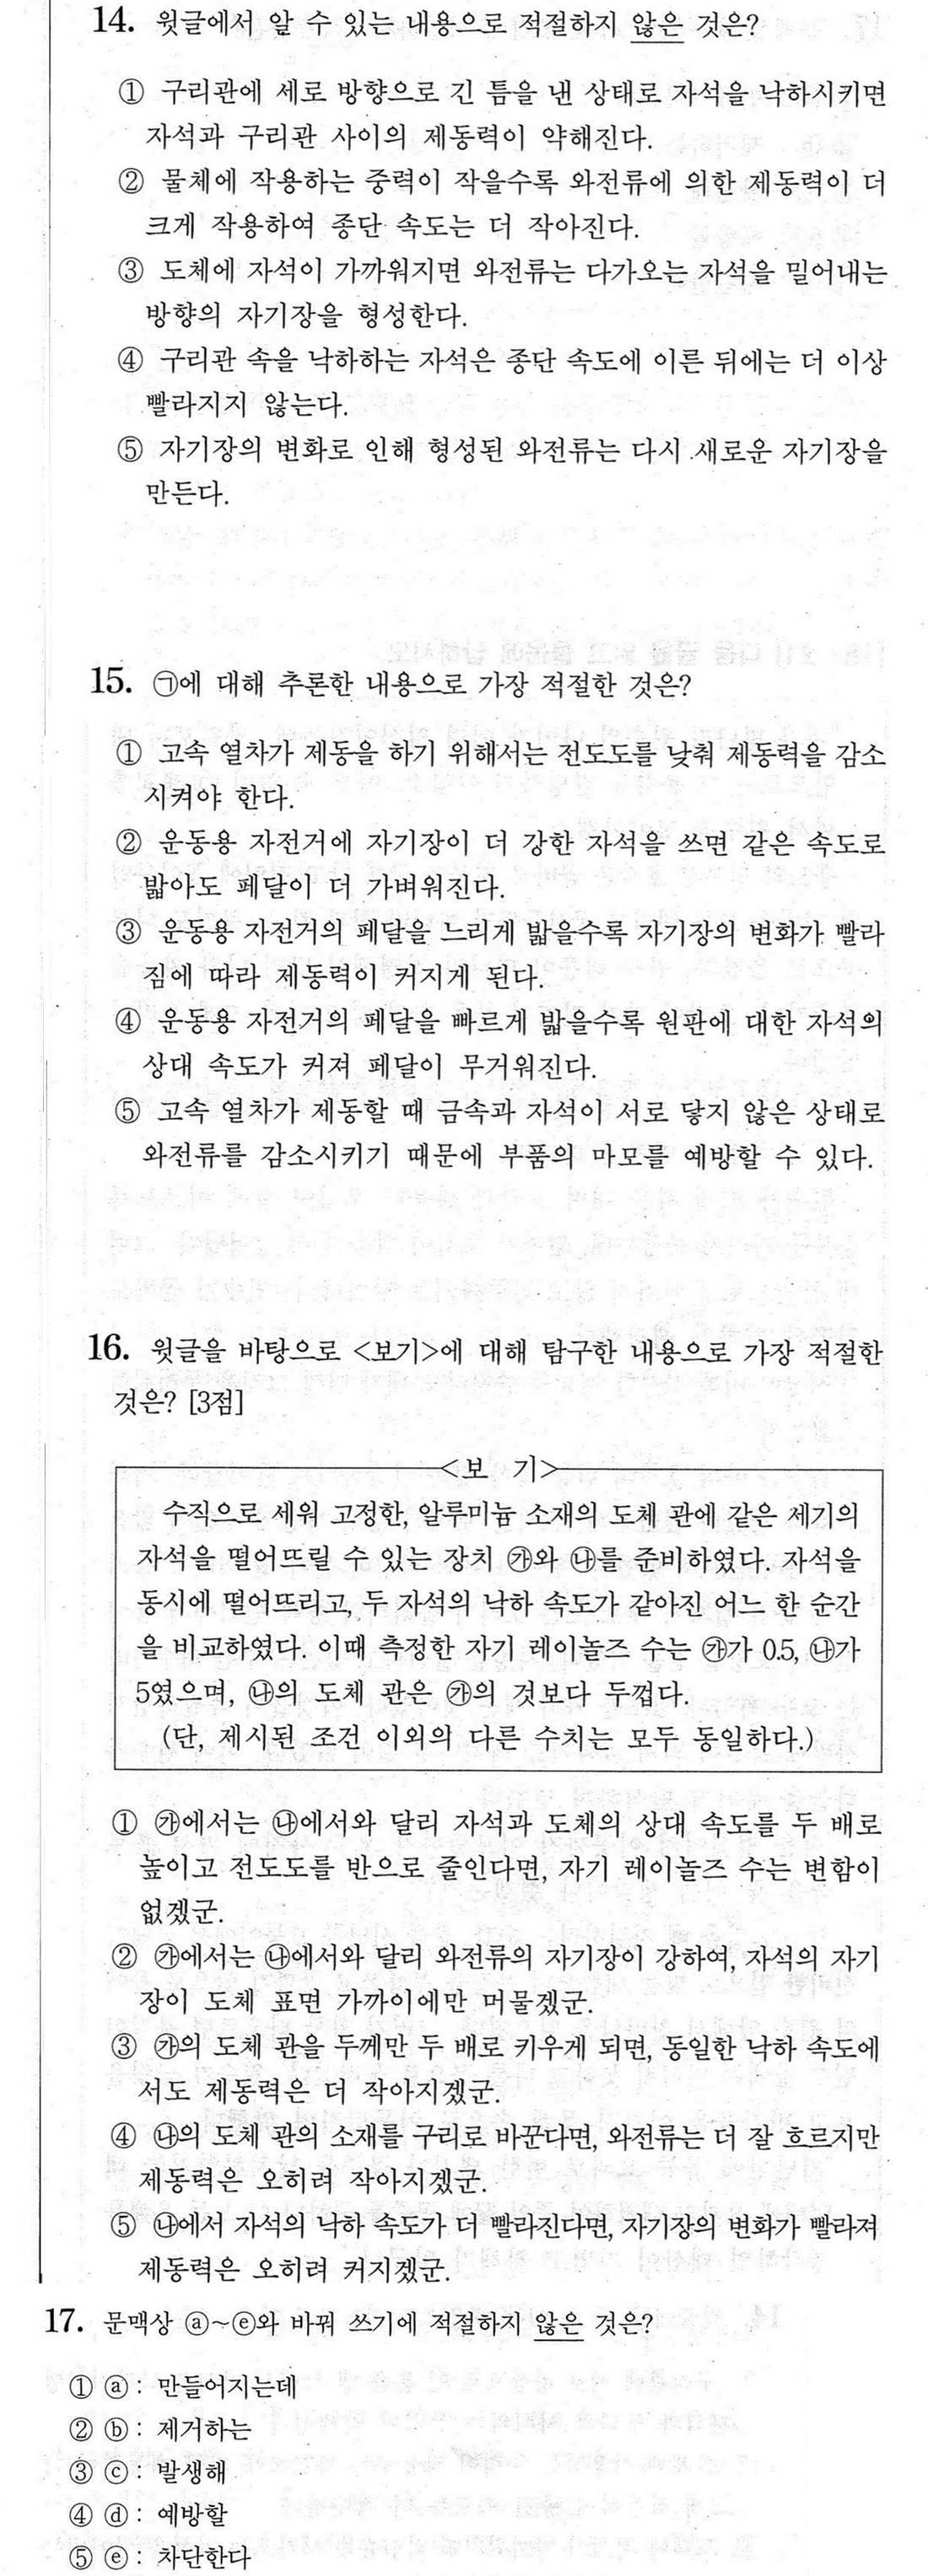 14. 윗글에서 알 수 있는 내용으로 적절하지 않은 것은?
① 구리관에 세로 방향으로 긴 틈을 낸 상태로 자석을 낙하시키면
자석과 구리관 사이의 제동력이 약해진다.
② 물체에 작용하는 중력이 작을수록 와전류에 의한 제동력이 더
크게 작용하여 종단 속도는 더 작아진다.
③ 도체에 자석이 가까워지면 와전류는 다가오는 자석을 밀어내는
방향의 자기장을 형성한다.
④ 구리관 속을 낙하하는 자석은 종단 속도에 이른 뒤에는 더 이상
빨라지지 않는다.
⑤ 자기장의 변화로 인해 형성된 와전류는 다시 새로운 자기장을
만든다.
15. ㉠에 대해 추론한 내용으로 가장 적절한 것은?
① 고속 열차가 제동을 하기 위해서는 전도도를 낮춰 제동력을 감소
시켜야 한다.
② 운동용 자전거에 자기장이 더 강한 자석을 쓰면 같은 속도로
밟아도 페달이 더 가벼워진다.
③ 운동용 자전거의 페달을 느리게 밟을수록 자기장의 변화가 빨라
짐에 따라 제동력이 커지게 된다.
④ 운동용 자전거의 페달을 빠르게 밟을수록 원판에 대한 자석의
상대 속도가 커져 페달이 무거워진다.
⑤ 고속 열차가 제동할 때 금속과 자석이 서로 닿지 않은 상태로
와전류를 감소시키기 때문에 부품의 마모를 예방할 수 있다.
16. 윗글을 바탕으로 <보기>에 대해 탐구한 내용으로 가장 적절한
것은? [3점]
<보 기>
수직으로 세워 고정한, 알루미늄 소재의 도체 관에 같은 세기의
자석을 떨어뜨릴 수 있는 장치 ㉮와 ㉯를 준비하였다. 자석을
동시에 떨어뜨리고, 두 자석의 낙하 속도가 같아진 어느 한 순간
을 비교하였다. 이때 측정한 자기 레이놀즈 수는 ㉮가 0.5, ㉯가
5였으며, ㉯의 도체 관은 ㉮의 것보다 두껍다.
(단, 제시된 조건 이외의 다른 수치는 모두 동일하다.)
① ㉮에서는 ㉯에서와 달리 자석과 도체의 상대 속도를 두 배로
높이고 전도도를 반으로 줄인다면, 자기 레이놀즈 수는 변함이
없겠군.
② ㉮에서는 ㉯에서와 달리 와전류의 자기장이 강하여, 자석의 자기
장이 도체 표면 가까이에만 머물겠군.
③ ㉮의 도체 관을 두께만 두 배로 키우게 되면, 동일한 낙하 속도에
서도 제동력은 더 작아지겠군.
④ ㉯의 도체 관의 소재를 구리로 바꾼다면, 와전류는 더 잘 흐르지만
제동력은 오히려 작아지겠군.
⑤ ㉯에서 자석의 낙하 속도가 더 빨라진다면, 자기장의 변화가 빨라져
제동력은 오히려 커지겠군.
17. 문맥상 ⓐ~ⓔ와 바꿔 쓰기에 적절하지 않은 것은?
① ⓐ : 만들어지는데
② ⓑ : 제거하는
③ ⓒ : 발생해
④ ⓓ : 예방할
⑤ ⓔ : 차단한다